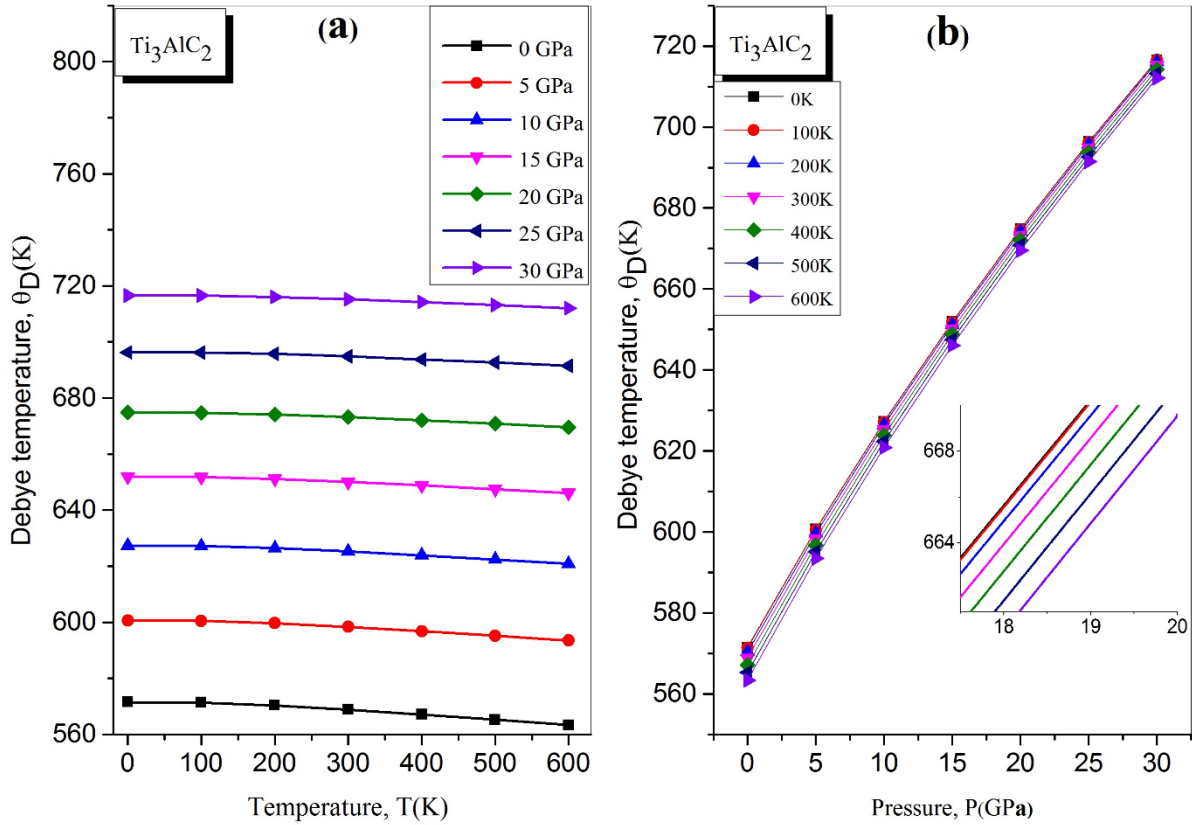 (a)
Ti3AlC2
0 GPa
5 GPa
10 GPa
15 GPa
20 GPa
25 GPa
30 GPa
800
760
720
680
640
600
560
Debye temperature, θD(K)
0 100 200 300 400 500 600
Temperature, T(K)
(b)
Ti3AlC2
0K
100K
200K
300K
400K
500K
600K
720
700
680
660
640
620
600
580
560
Debye temperature, θD(K)
668
664
18 19 20
0 5 10 15 20 25 30
Pressure, P(GPa)